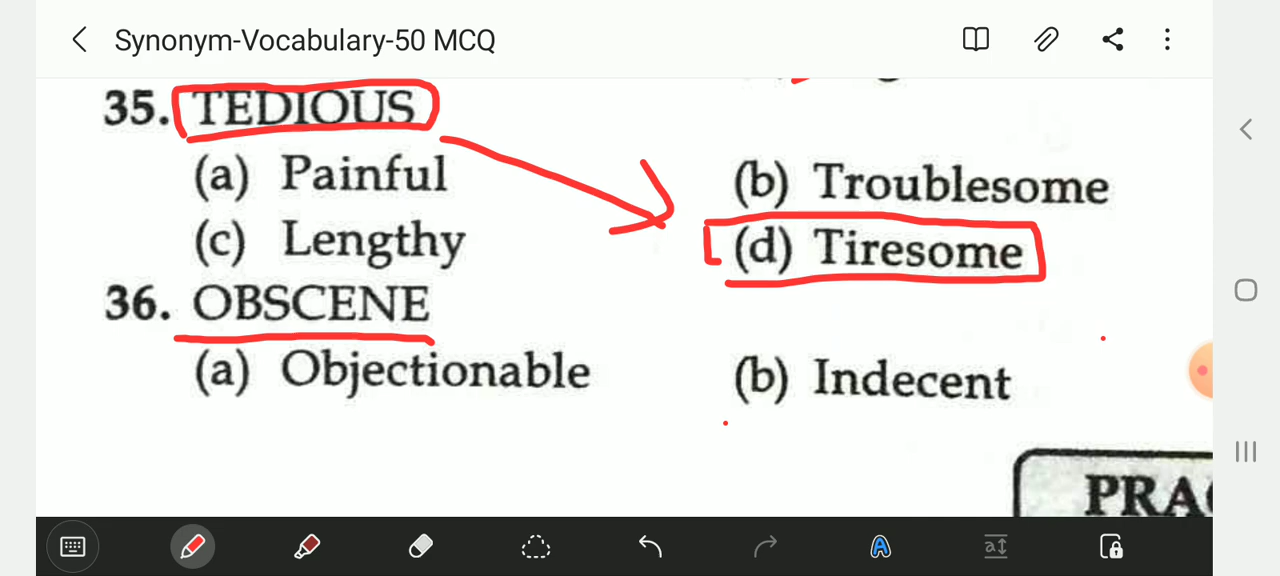 Synonym-Vocabulary-50 MCQ
35. TEDIOUS
(a) Painful (b) Troublesome
(c) Lengthy (d) Tiresome
36. OBSCENE
(a) Objectionable (b) Indecent